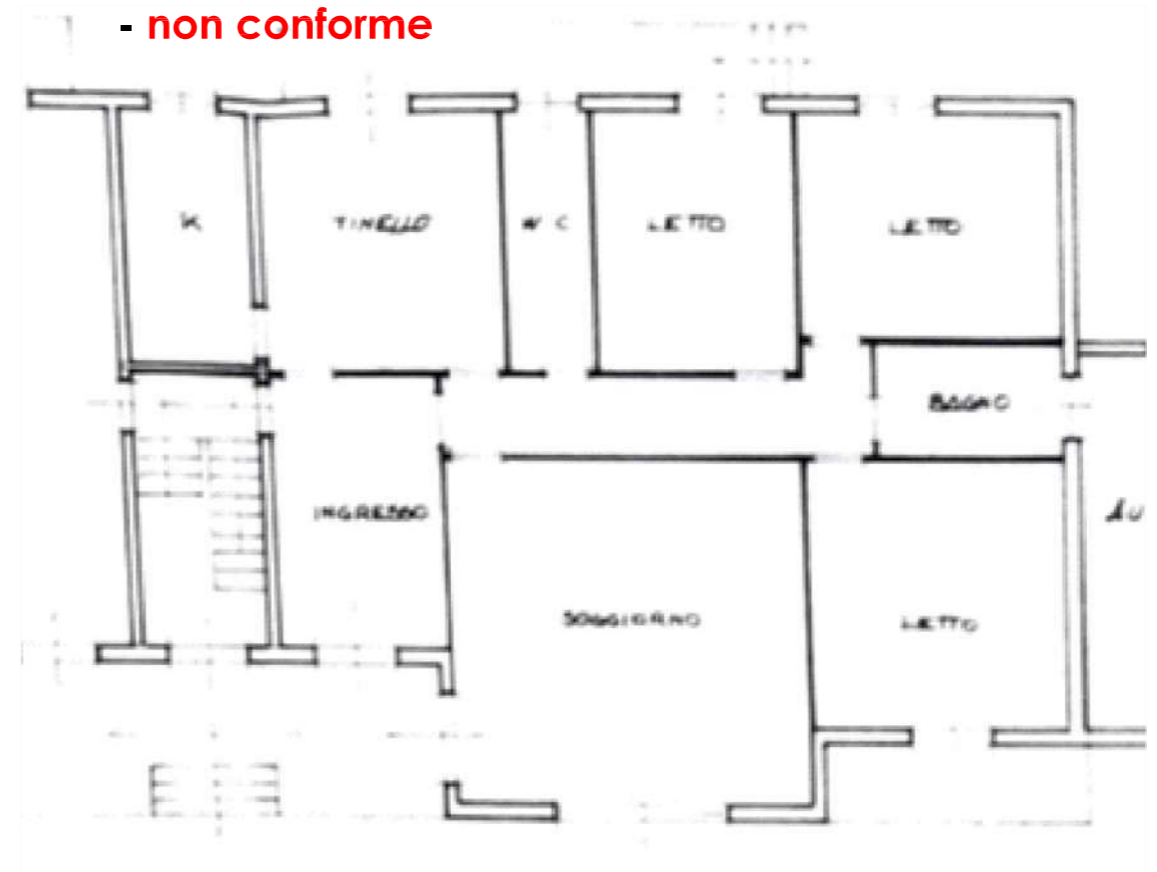 - non conforme
K
TINELLO
W C
LETTO
LETTO
BAGNO
INGRESSO
SOGGIORNO
LETTO